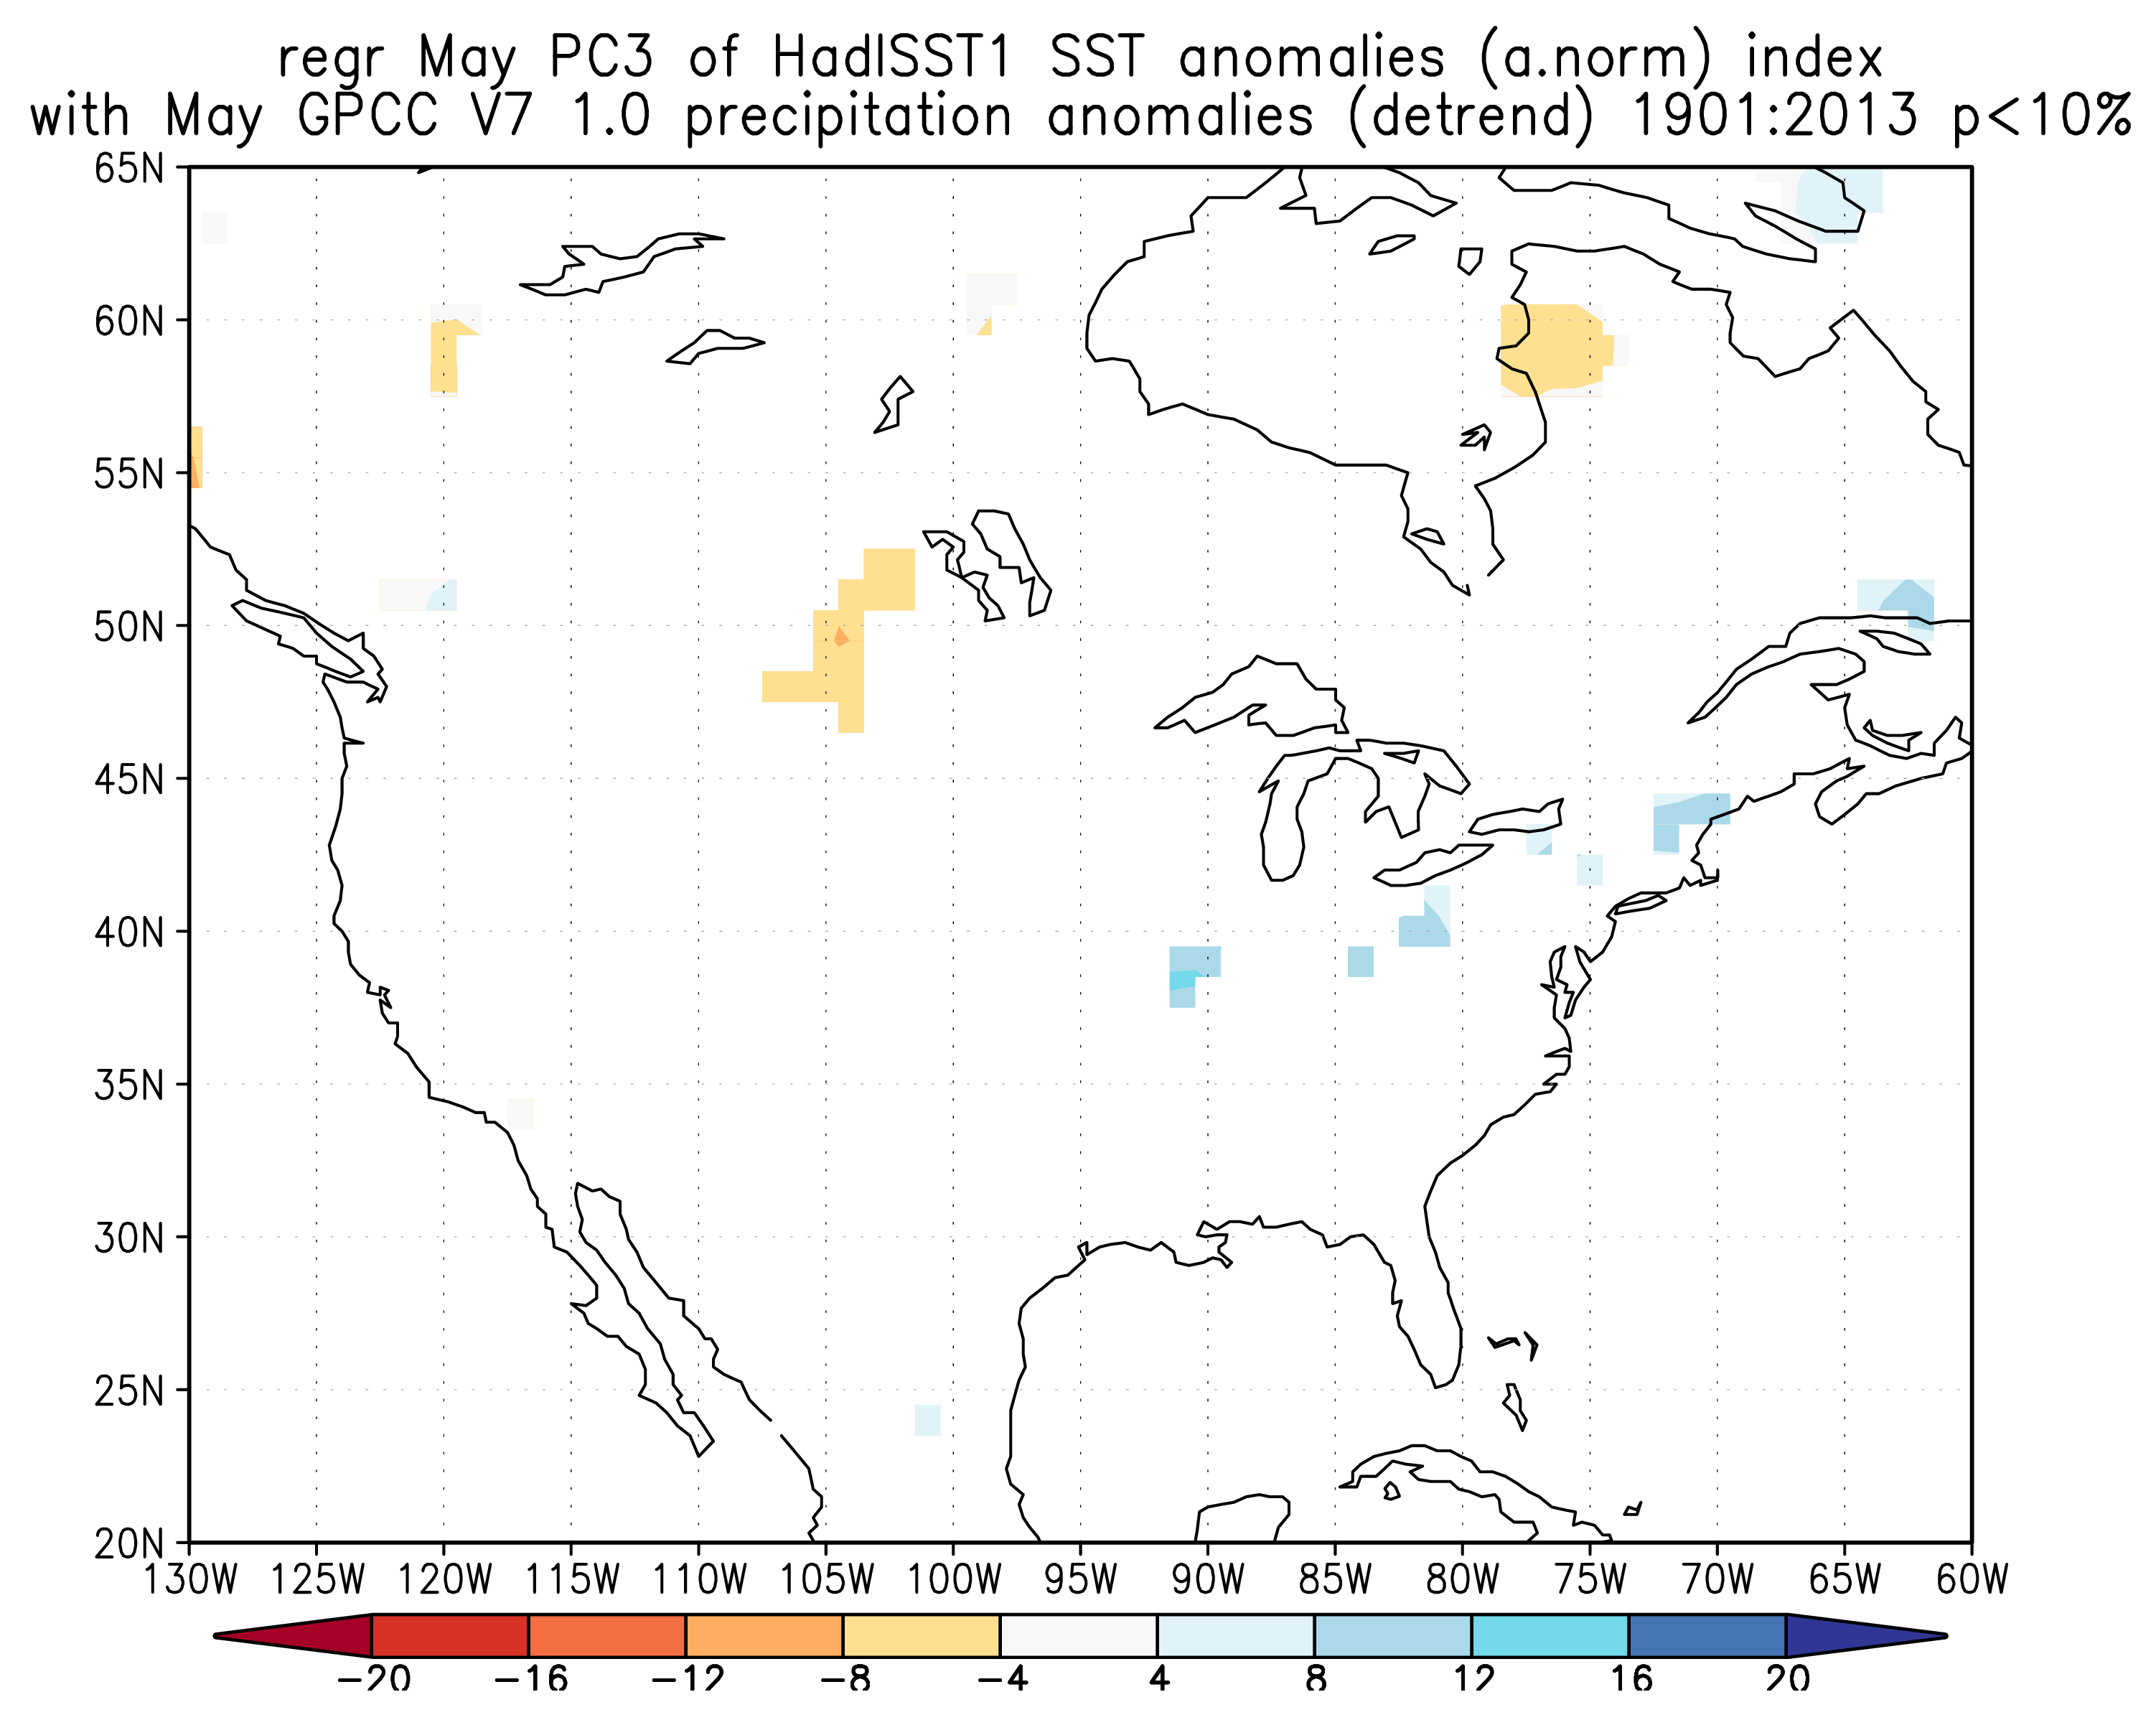 regr May PC3 of HadISST1 SST anomalies (a.norm) index
with May GPCC V7 1.0 precipitation anomalies (detrend) 1901:2013 p<10%
65N
60N
55N
50N
45N
40N
35N
30N
25N
20N
130W 125W 120W 115W 110W 105W 100W 95W 90W 85W 80W 75W 70W 65W 60W
-20 -16 -12 -8 -4 4 8 12 16 20